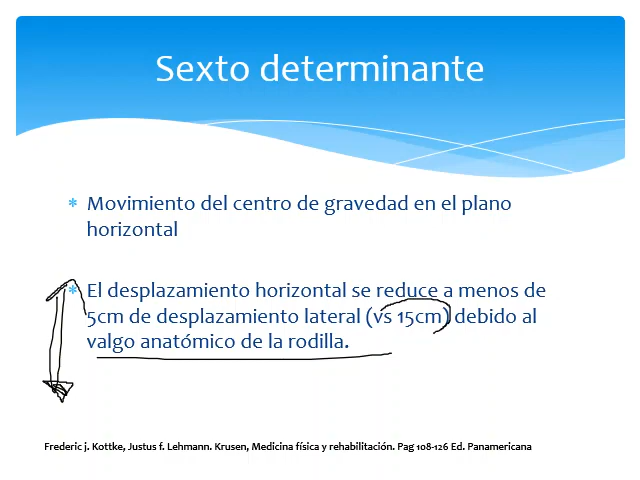 Sexto determinante
* Movimiento del centro de gravedad en el plano
horizontal
* El desplazamiento horizontal se reduce a menos de
5cm de desplazamiento lateral (vs 15cm) debido al
valgo anatómico de la rodilla.
Frederic j. Kottke, Justus f. Lehmann. Krusen, Medicina física y rehabilitación. Pag 108-126 Ed. Panamericana